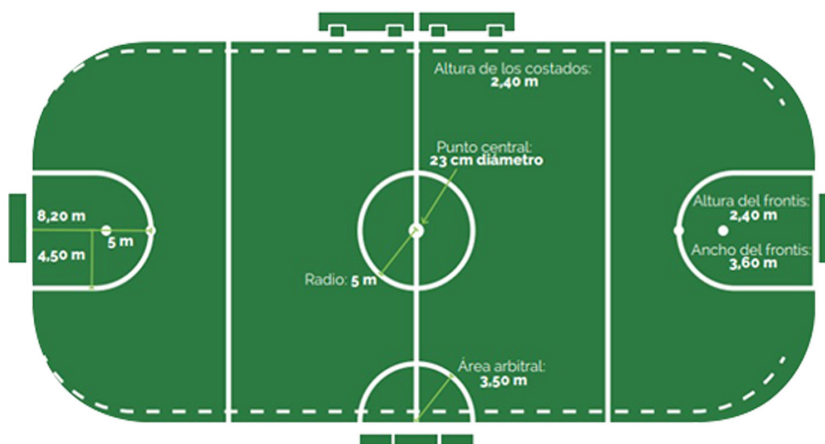 Altura de los costados:
2,40 m
Punto central:
23 cm diámetro
8,20 m
5 m
4,50 m
Altura del frontis:
2,40 m
Ancho del frontis:
3,60 m
Radio: 5 m
Área arbitral:
3,50 m